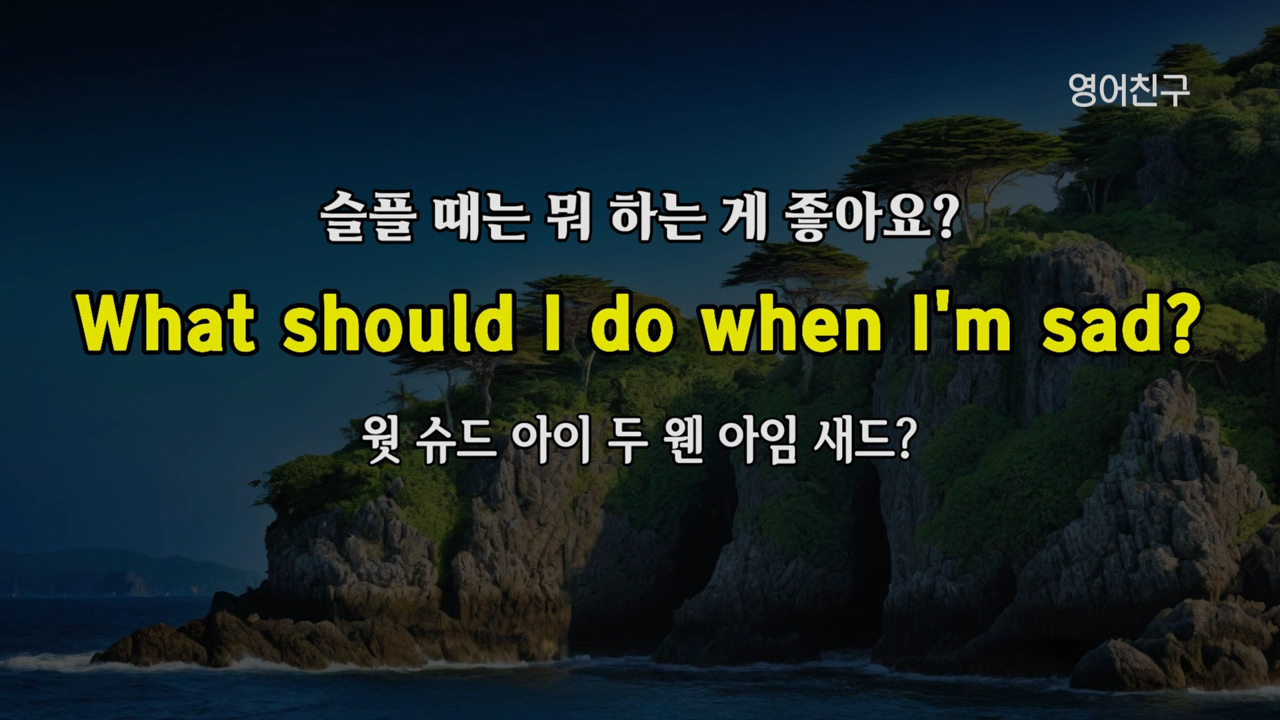 영어친구
슬플 때는 뭐 하는 게 좋아요?
What should I do when I'm sad?
웟 슈드 아이 두 웬 아임 새드?